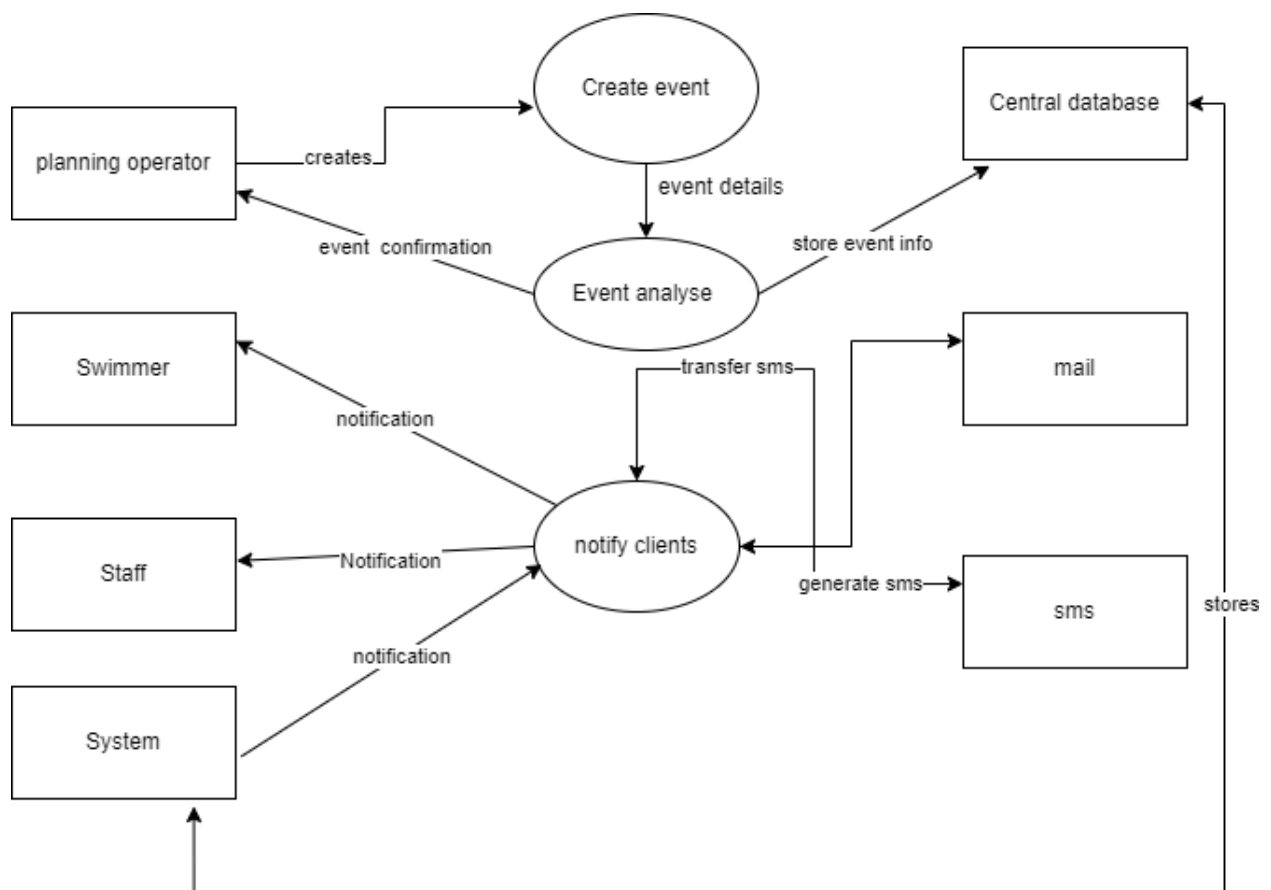 Create event
Central database
planning operator
creates
event details
event confirmation
store event info
Event analyse
Swimmer
transfer sms
mail
notification
notify clients
Staff
Notification
generate sms
sms
stores
notification
System